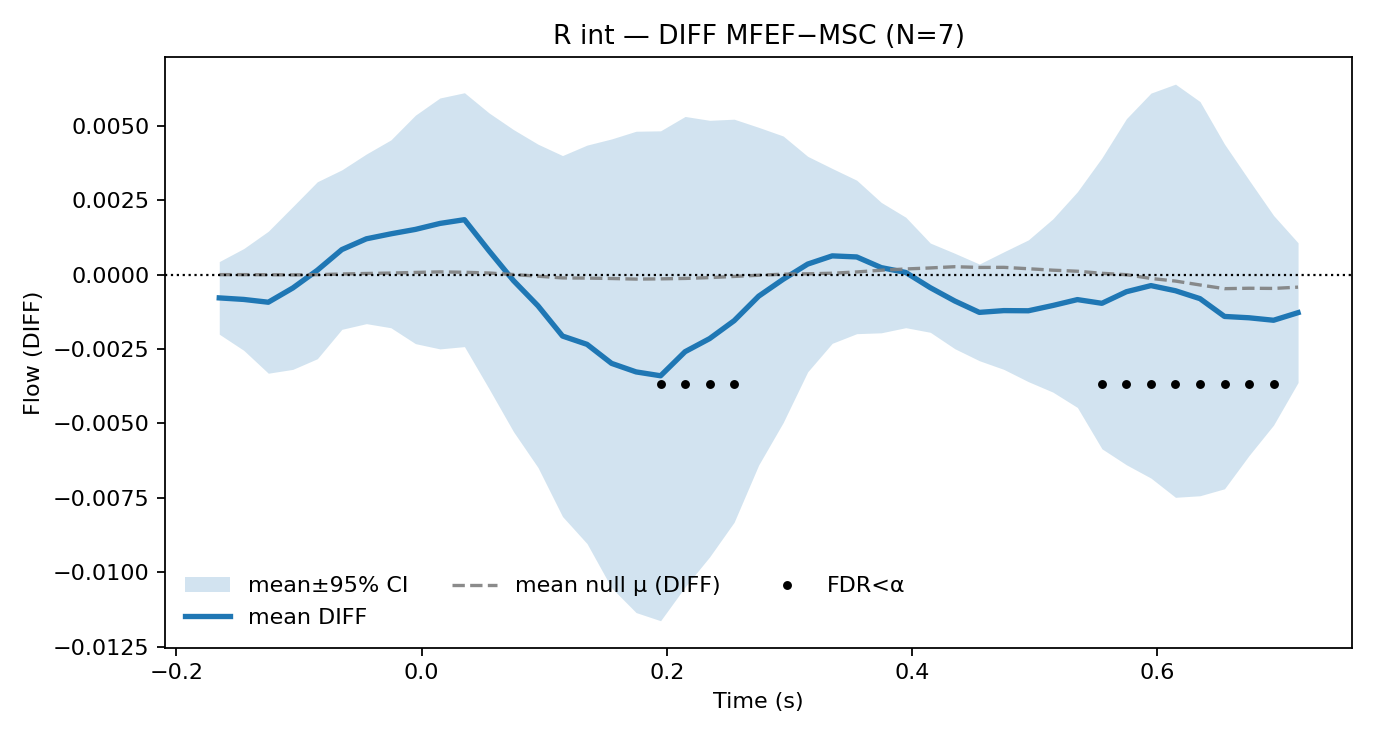 R int — DIFF MFEF−MSC (N=7)
Flow (DIFF)
0.0050
0.0025
0.0000
−0.0025
−0.0050
−0.0075
−0.0100
−0.0125
mean±95% CI
mean DIFF
mean null μ (DIFF)
FDR<α
−0.2
0.0
0.2
0.4
0.6
Time (s)